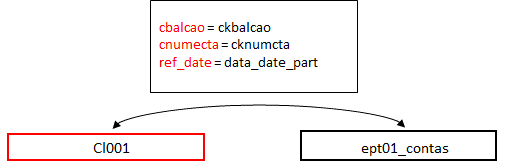 cbalcao = ckbalcao
cnumecta = cknumcta
ref_date = data_date_part
Cl001
ept01_contas